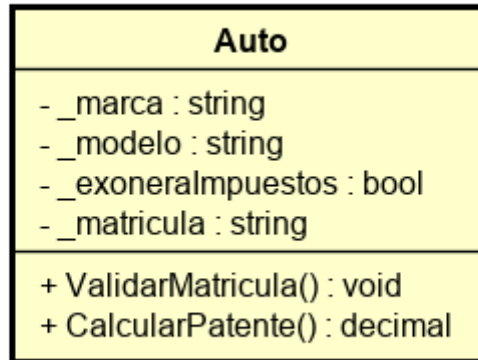 Auto
- _marca : string
- _modelo : string
- _exoneraImpuestos : bool
- _matricula : string
+ ValidarMatricula() : void
+ CalcularPatente() : decimal